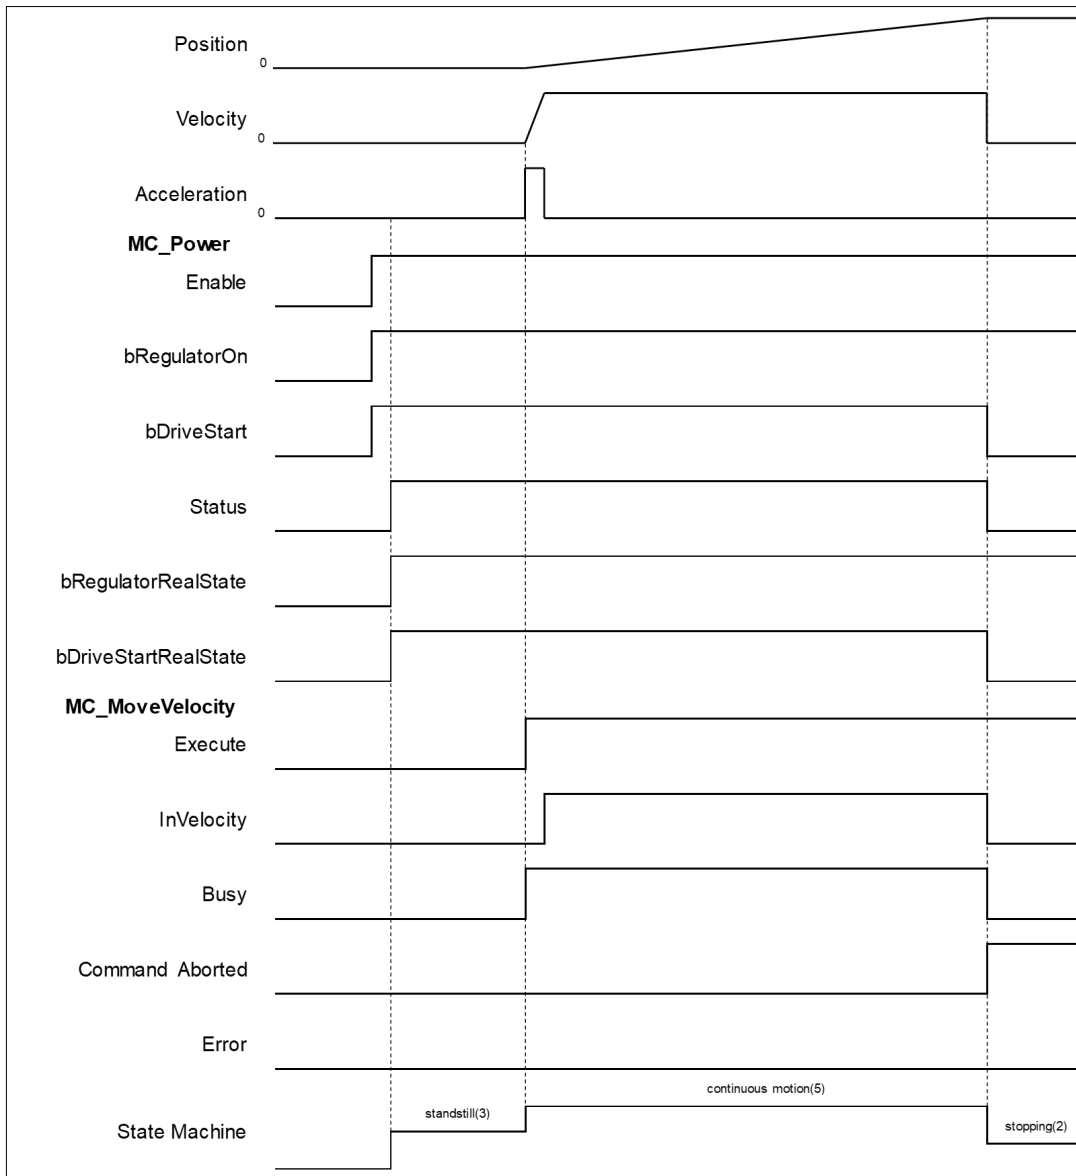 Position
0
Velocity
0
Acceleration
0
MC_Power
Enable
bRegulatorOn
bDriveStart
Status
bRegulatorRealState
bDriveStartRealState
MC_MoveVelocity
Execute
InVelocity
Busy
Command Aborted
Error
continuous motion(5)
standstill(3)
stopping(2)
State Machine